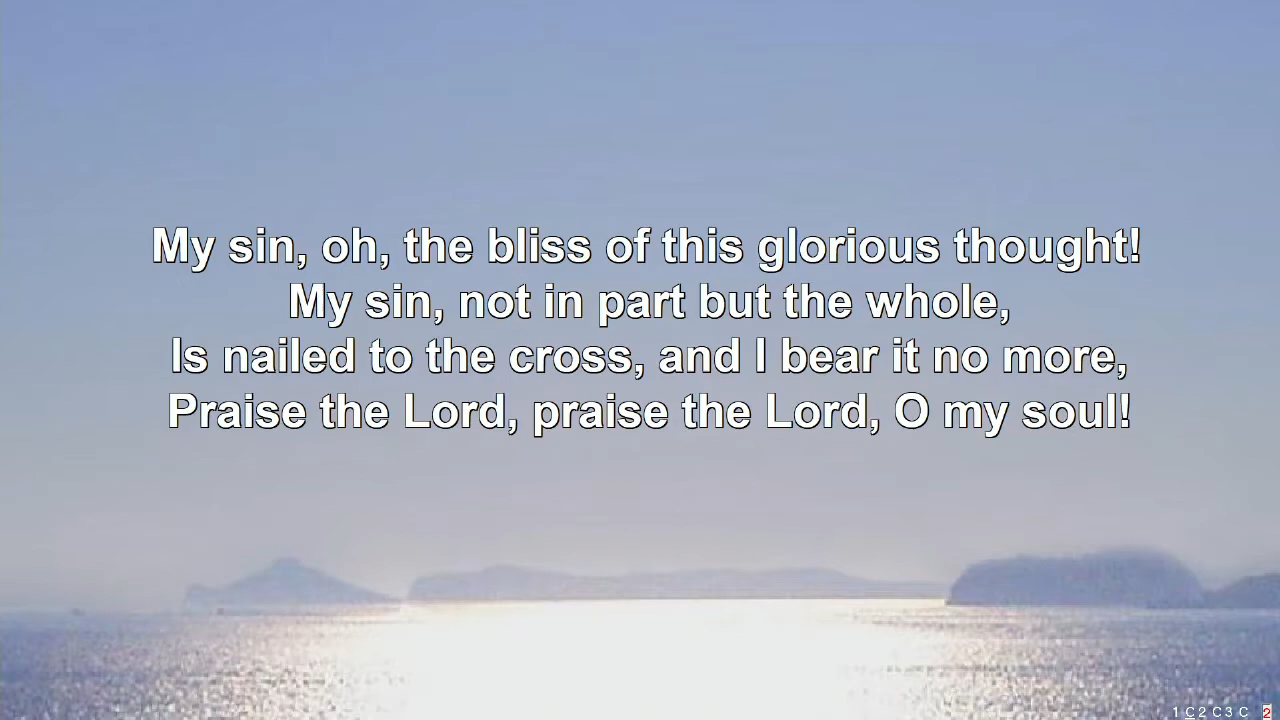 My sin, oh, the bliss of this glorious thought!
My sin, not in part but the whole,
Is nailed to the cross, and I bear it no more,
Praise the Lord, praise the Lord, O my soul!
1 C 2 C 3 C 2